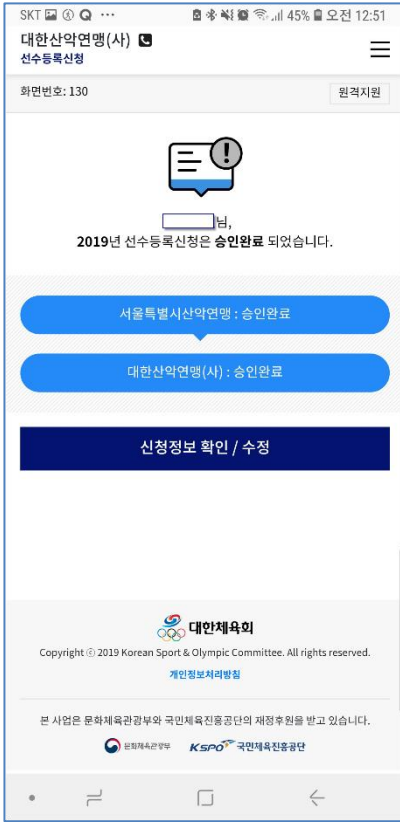 SKT Q ... 45% 오전 12:51
대한산악연맹(사)
선수등록신청
화면번호: 130
원격지원
님,
2019년 선수등록신청은 승인완료 되었습니다.
서울특별시산악연맹 : 승인완료
대한산악연맹(사) : 승인완료
신청정보 확인 / 수정
대한체육회
Copyright ⓒ 2019 Korean Sport & Olympic Committee. All rights reserved.
개인정보처리방침
본 사업은 문화체육관광부와 국민체육진흥공단의 재정후원을 받고 있습니다.
문화체육관광부 KSPO 국민체육진흥공단